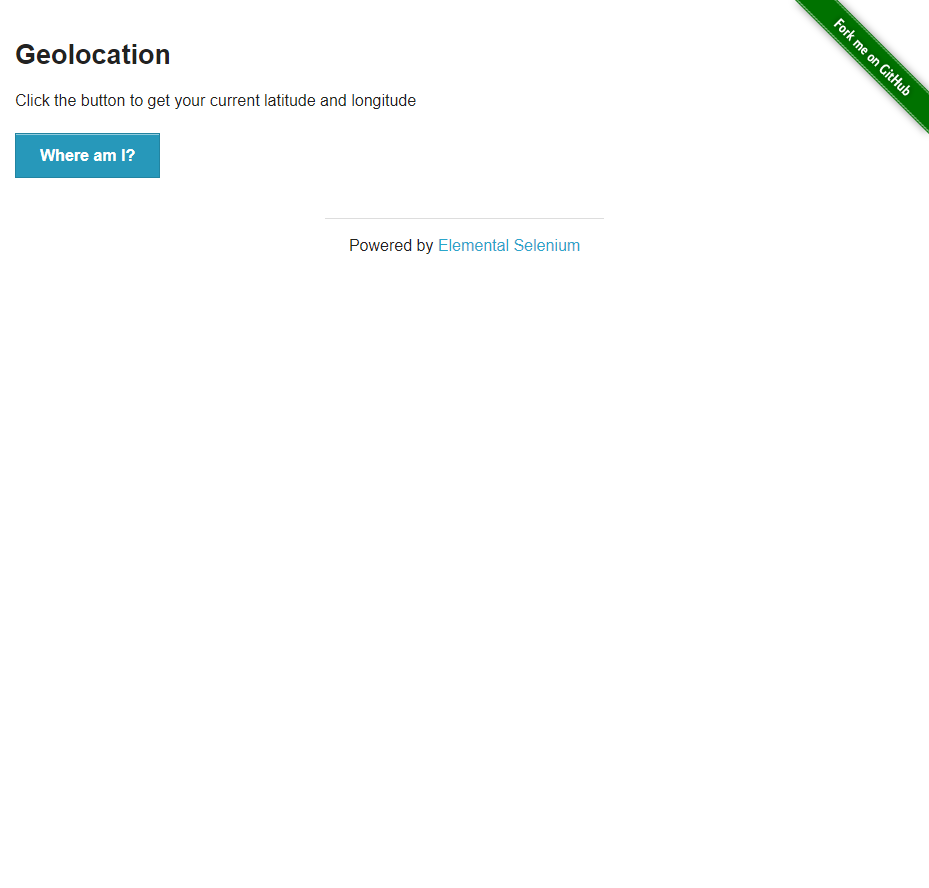 Fork me on GitHub
Geolocation
Click the button to get your current latitude and longitude
Where am I?
Powered by Elemental Selenium